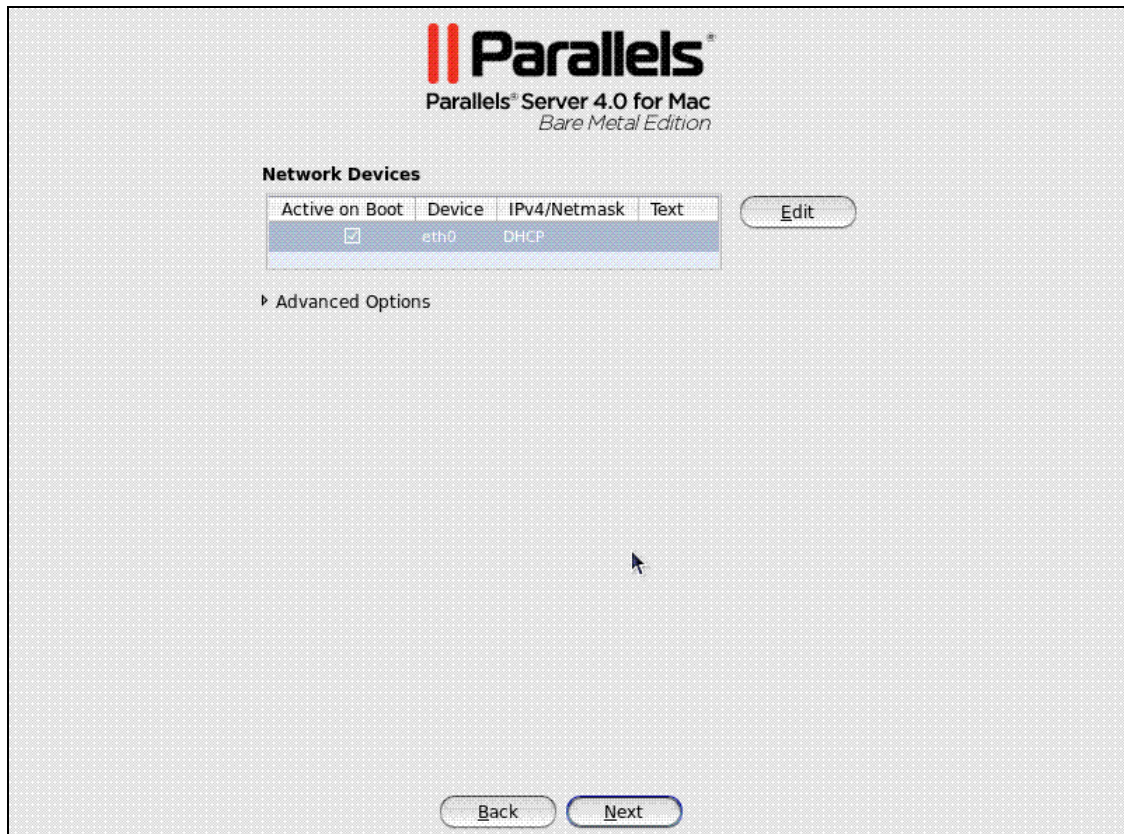 Parallels®
Parallels® Server 4.0 for Mac
Bare Metal Edition
Network Devices
Active on Boot Device IPv4/Netmask Text
eth0 DHCP
Edit
Advanced Options
Back Next